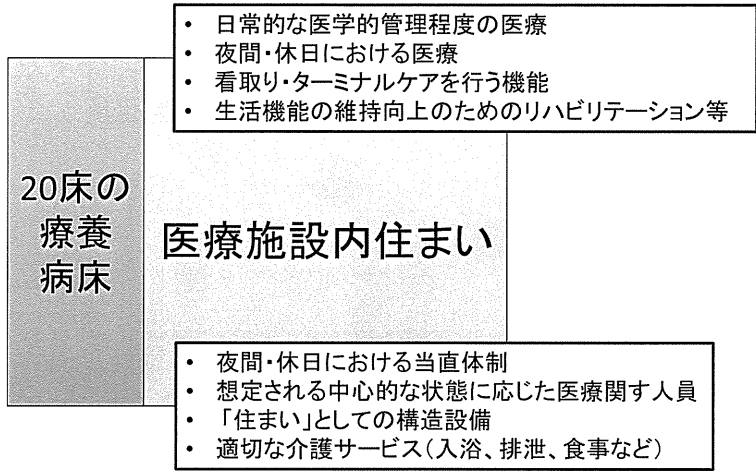 ・ 日常的な医学的管理程度の医療
・ 夜間・休日における医療
・ 看取り・ターミナルケアを行う機能
・ 生活機能の維持向上のためのリハビリテーション等
20床の
療養
病床
医療施設内住まい
・ 夜間・休日における当直体制
・ 想定される中心的な状態に応じた医療関す人員
・ 「住まい」としての構造設備
・ 適切な介護サービス(入浴、排泄、食事など)